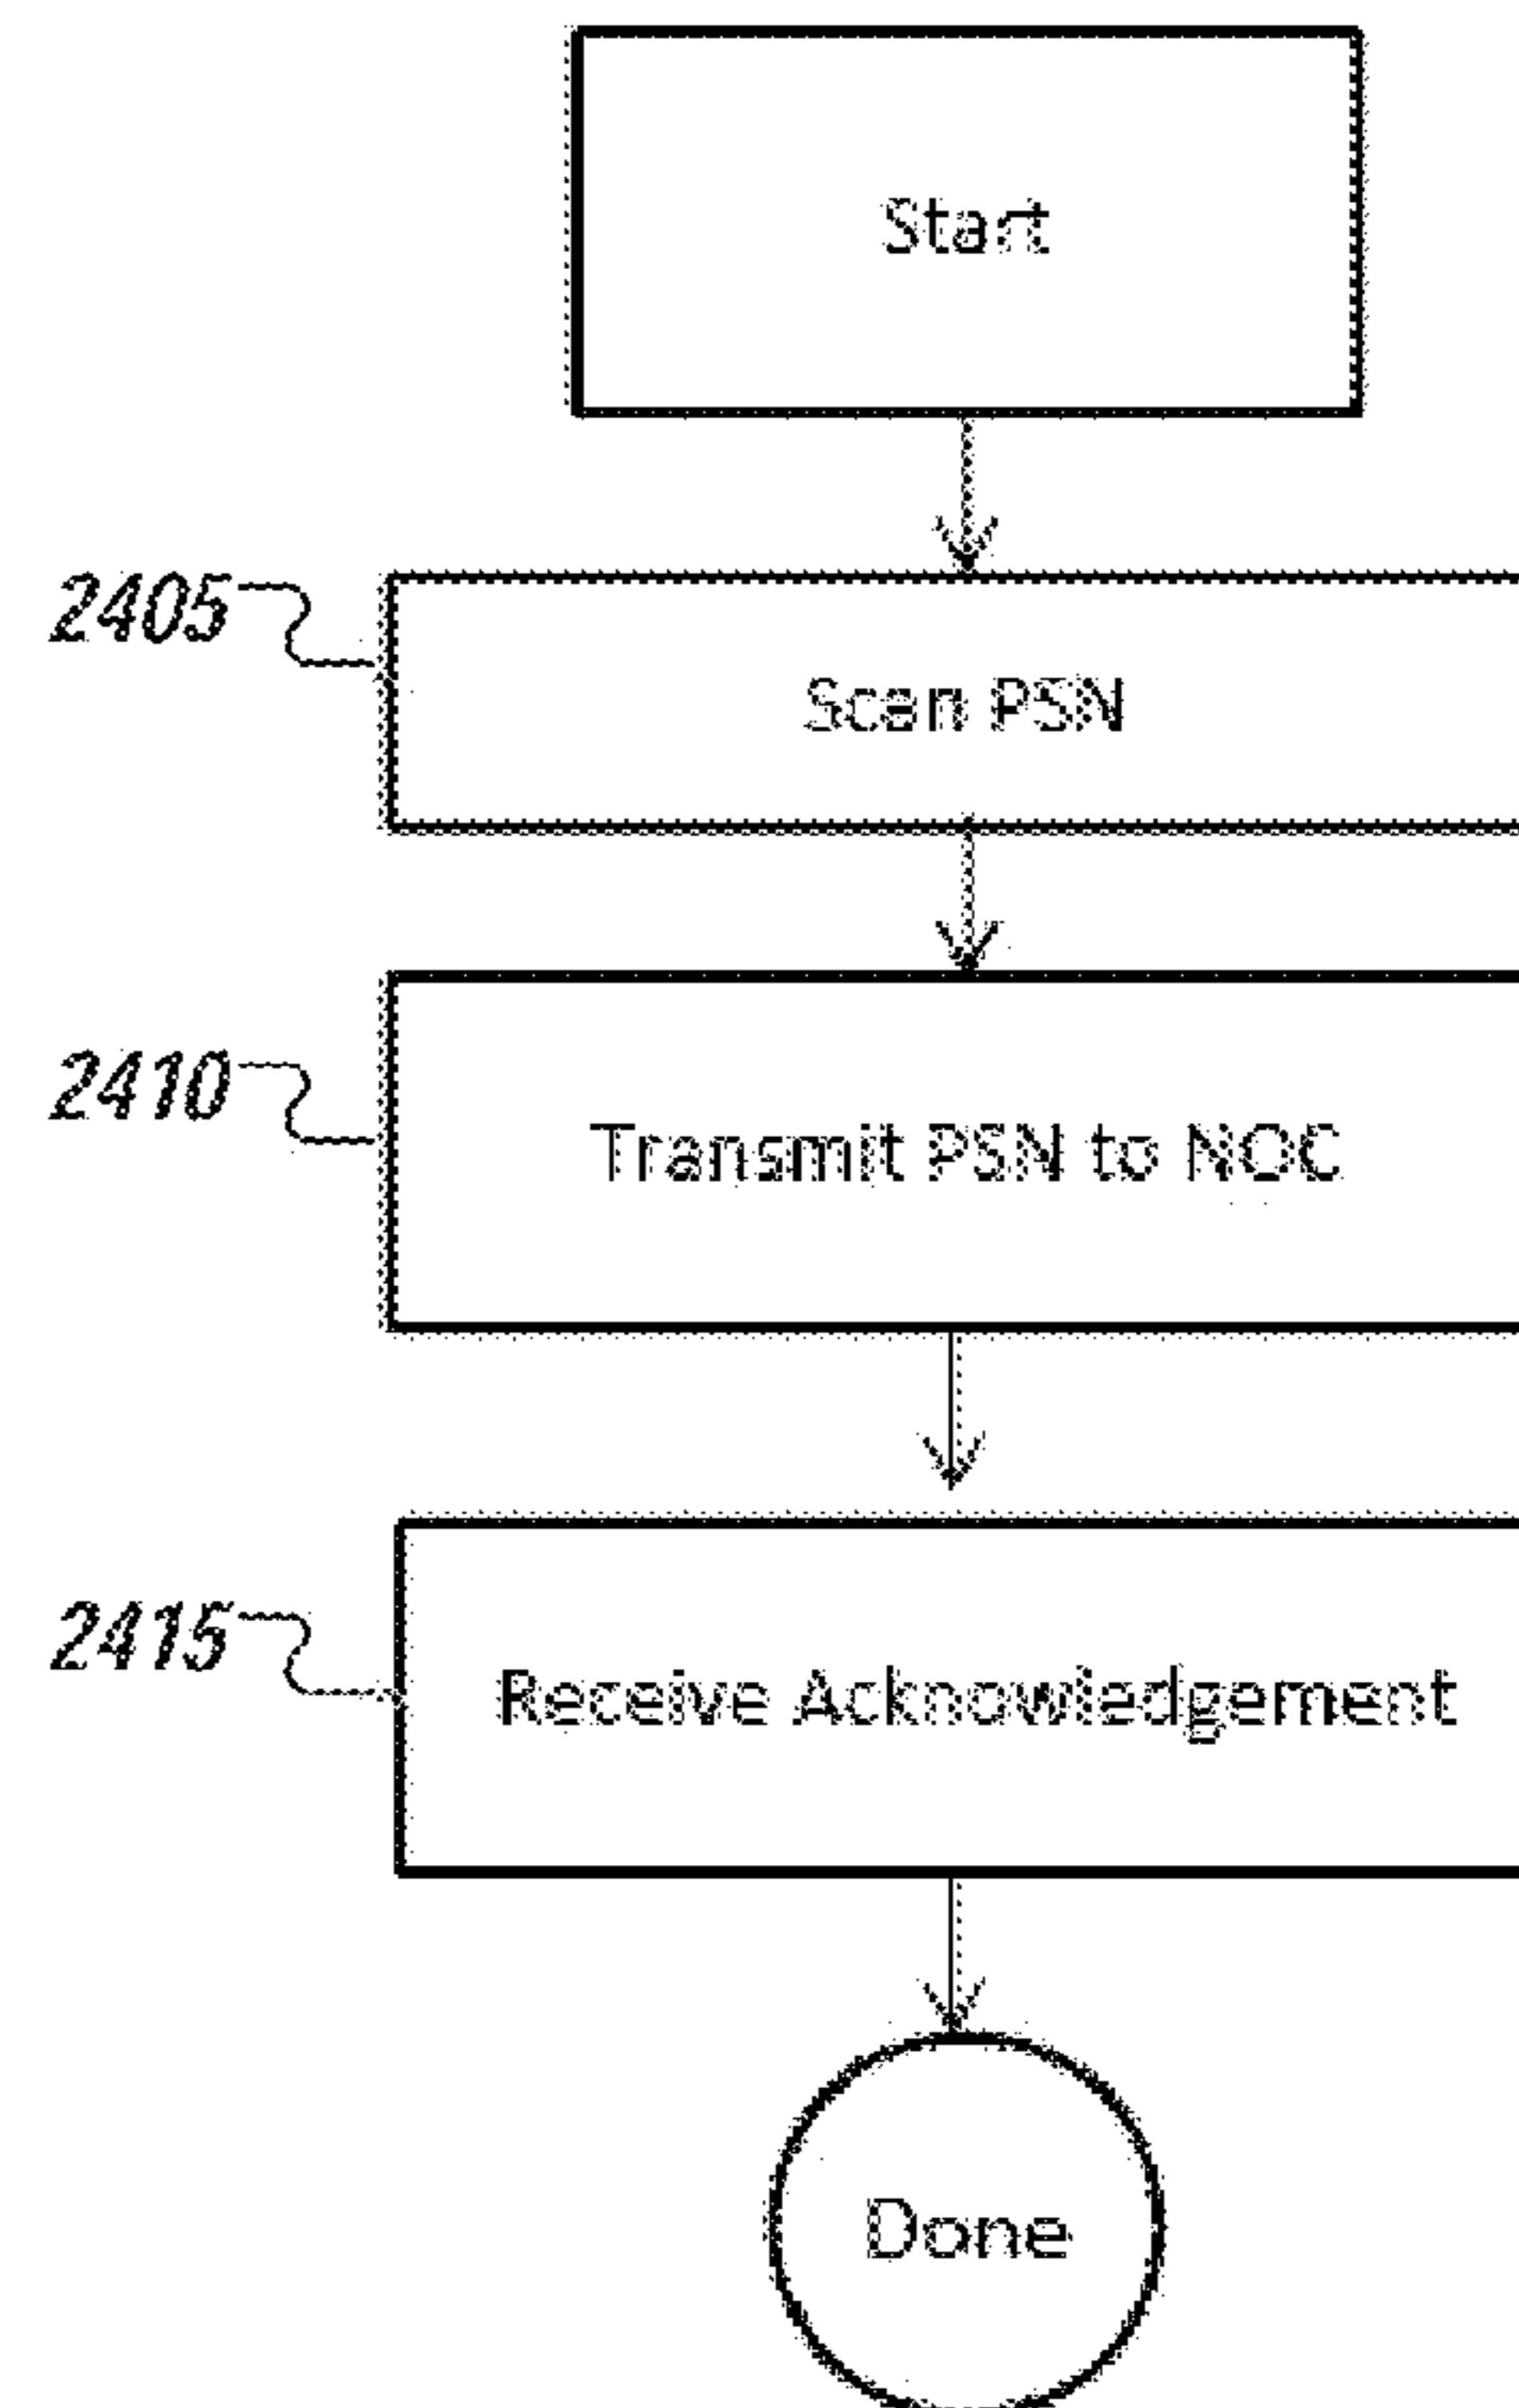 Start
2405
Scan PSN
2410
Transmit PSN to NOC
2415
Receive Acknowledgement
Done